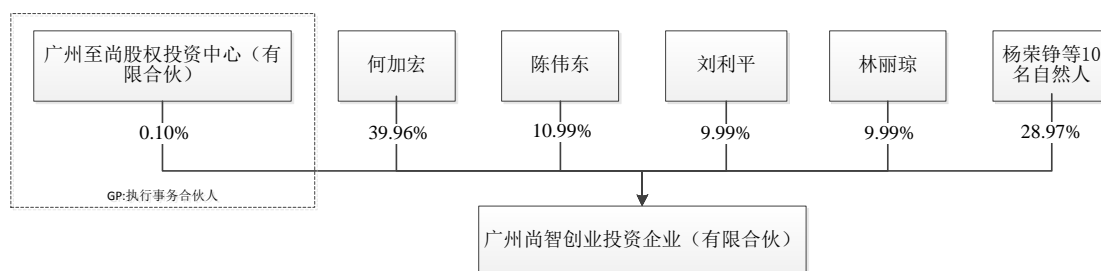 广州至尚股权投资中心（有
限合伙）
何加宏
陈伟东
刘利平
林丽琼
杨荣铮等10
名自然人
0.10%
39.96%
10.99%
9.99%
9.99%
28.97%
GP:执行事务合伙人
广州尚智创业投资企业（有限合伙）